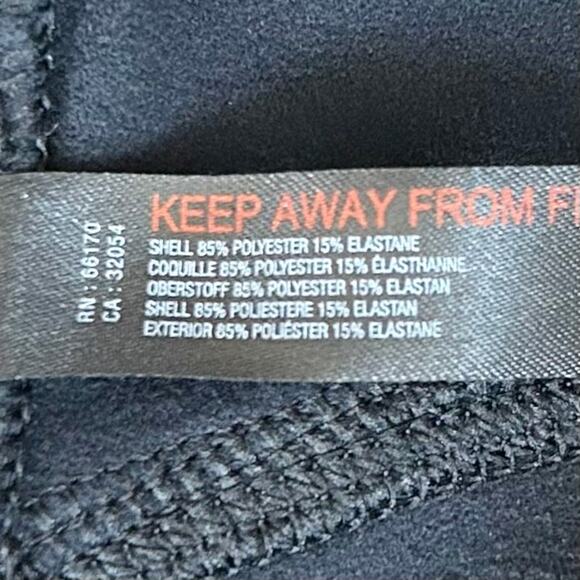 KEEP AWAY FROM
SHELL 85% POLYESTER 15% ELASTANE
COQUILLE 85% POLYESTER 15% ÉLASTHANNE
OBERSTOFF 85% POLYESTER 15% ELASTAN
SHELL 85% POLIESTERE 15% ELASTAN
EXTERIOR 85% POLIÉSTER 15% ELASTANE
RN : 66170
CA : 32054